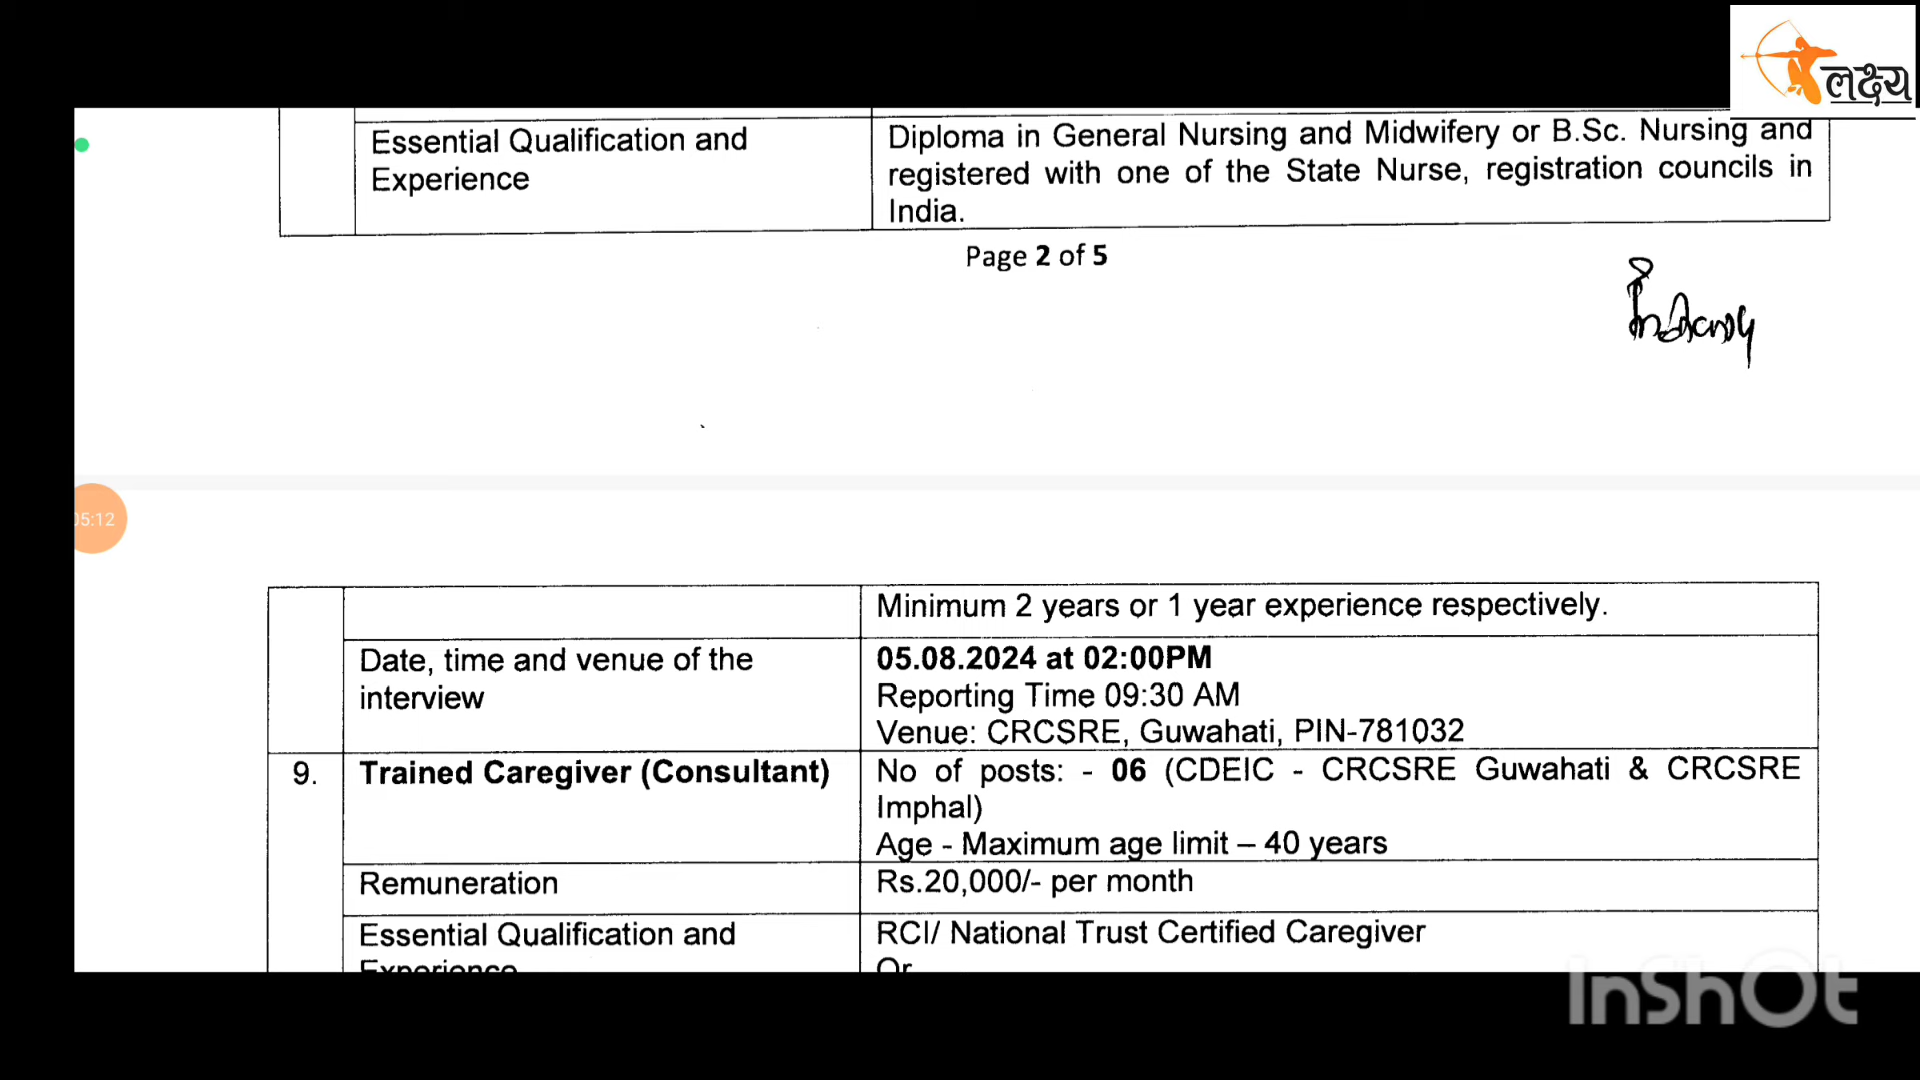 लक्ष्य
Essential Qualification and
Experience
Diploma in General Nursing and Midwifery or B.Sc. Nursing and
registered with one of the State Nurse, registration councils in
India.
Page 2 of 5
05:12
Minimum 2 years or 1 year experience respectively.
Date, time and venue of the
interview
05.08.2024 at 02:00PM
Reporting Time 09:30 AM
Venue: CRCSRE, Guwahati, PIN-781032
9.
Trained Caregiver (Consultant)
No of posts: - 06 (CDEIC - CRCSRE Guwahati & CRCSRE
Imphal)
Age - Maximum age limit – 40 years
Remuneration
Rs.20,000/- per month
Essential Qualification and
Experience
RCI/ National Trust Certified Caregiver
Or
InShOt